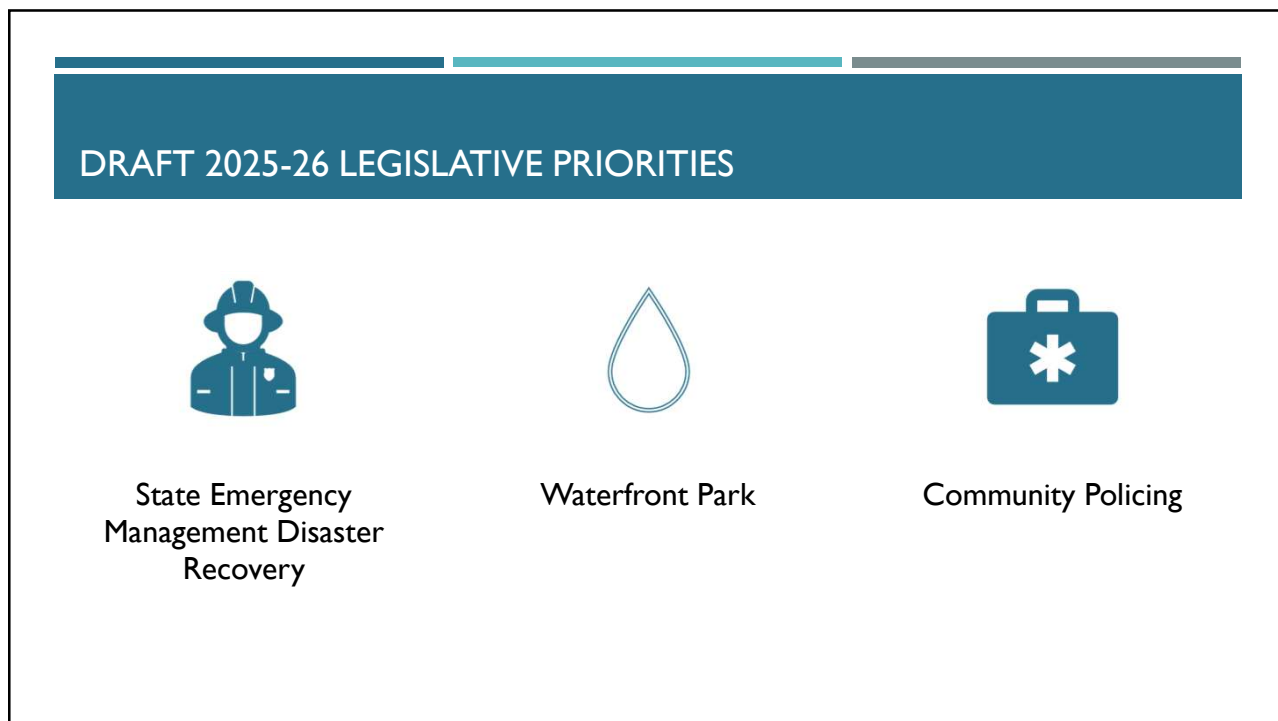 DRAFT 2025-26 LEGISLATIVE PRIORITIES
State Emergency
Management Disaster
Recovery
Waterfront Park
Community Policing